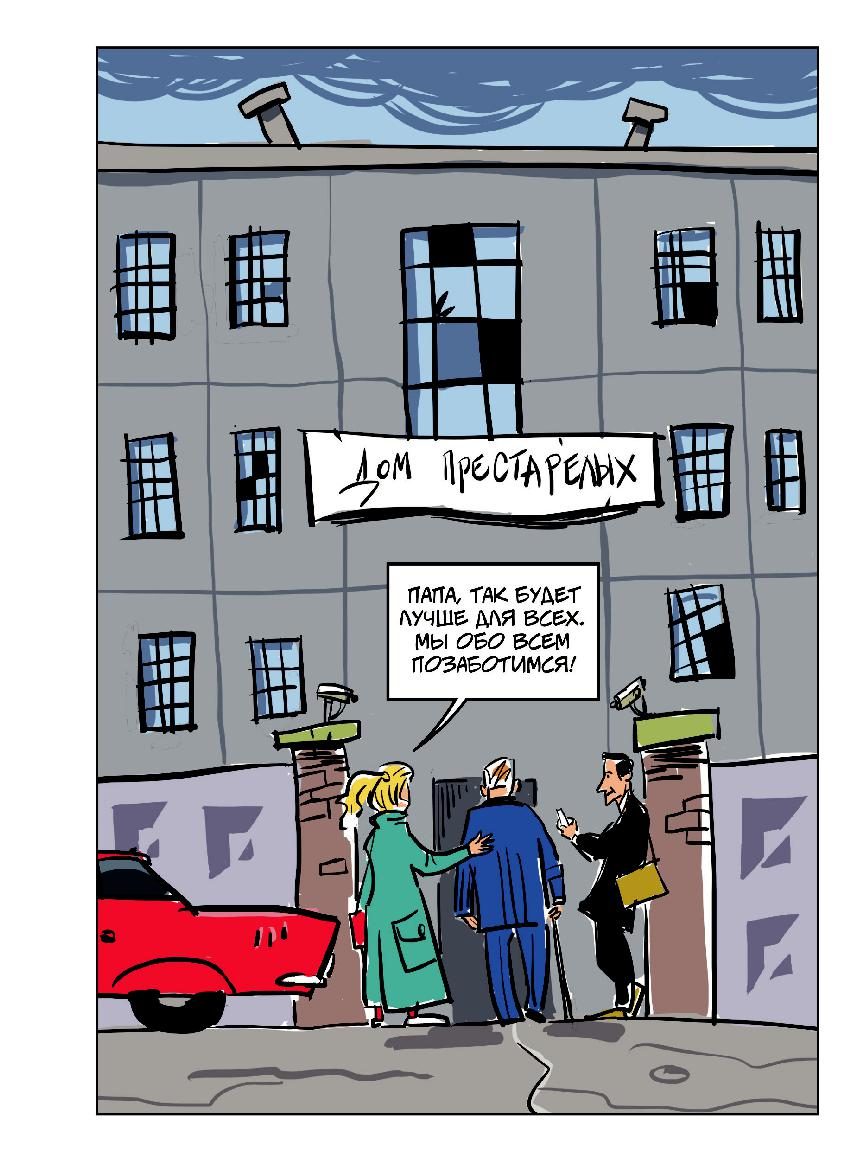 ДОМ ПРЕСТАРЕЛЫХ
ПАПА, ТАК БУДЕТ
ЛУЧШЕ ДЛЯ ВСЕХ.
МЫ ОБО ВСЕМ
ПОЗАБОТИМСЯ!